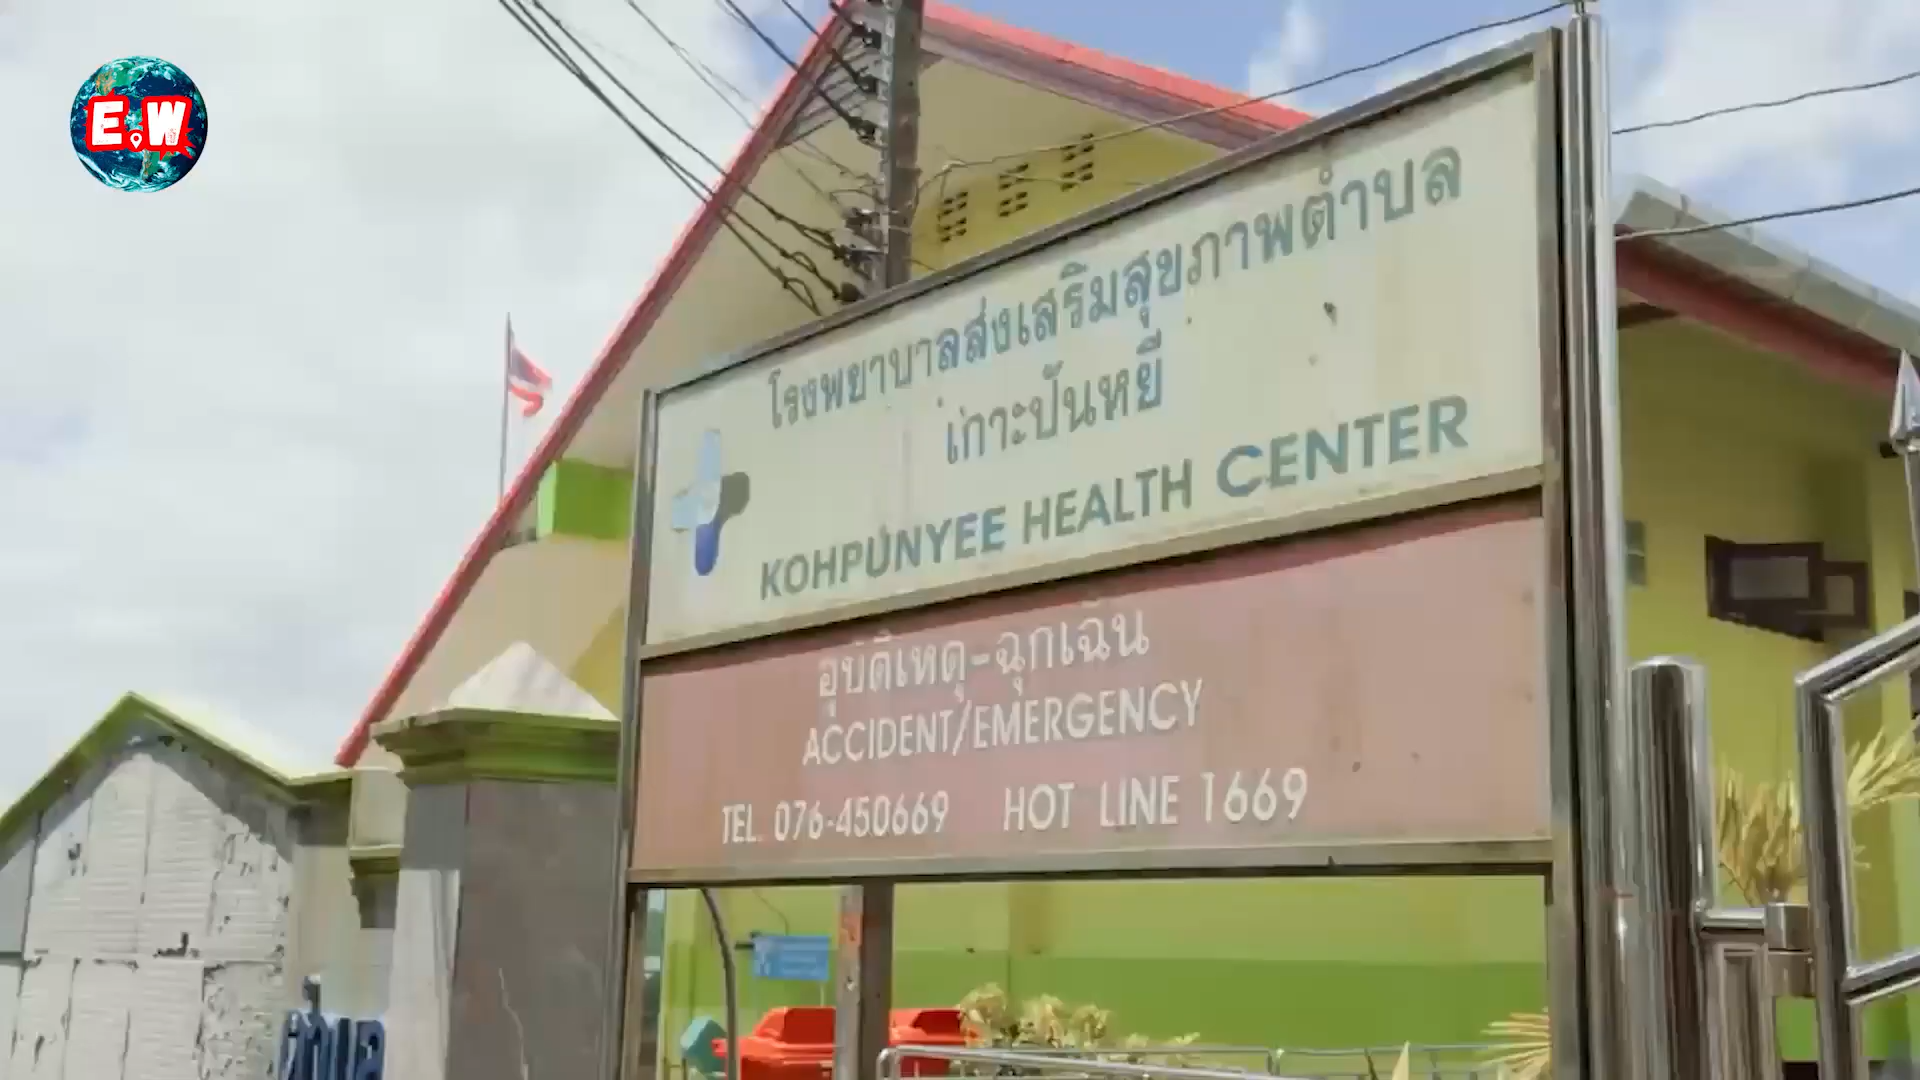 E.W
โรงพยาบาลส่งเสริมสุขภาพตำบล
เกาะปันหยี
KOHPUNYEE HEALTH CENTER
อุบัติเหตุ-ฉุกเฉิน
ACCIDENT/EMERGENCY
TEL. 076-450669 HOT LINE 1669